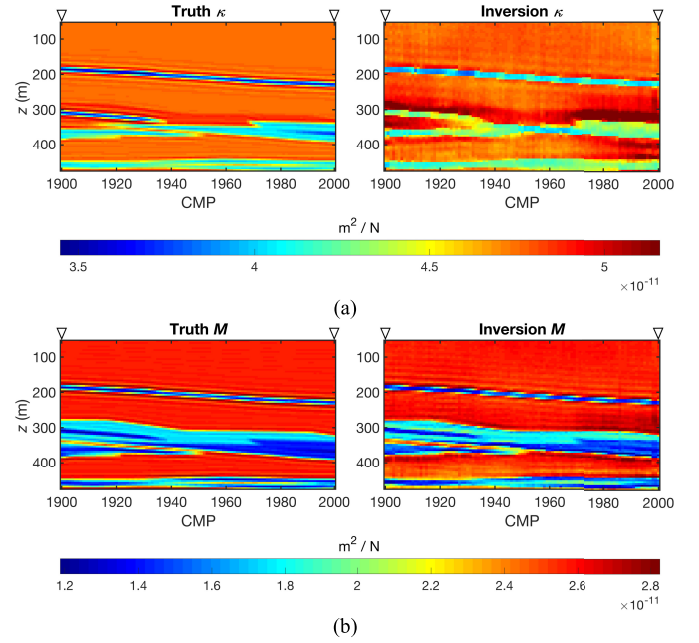 Truth κ Inversion κ
100
200
z (m)
300
400
1900 1920 1940 1960 1980 2000 1900 1920 1940 1960 1980 2000
CMP CMP
m² / N
3.5 4 4.5 5
×10⁻¹¹
(a)
Truth M Inversion M
100
200
z (m)
300
400
1900 1920 1940 1960 1980 2000 1900 1920 1940 1960 1980 2000
CMP CMP
m² / N
1.2 1.4 1.6 1.8 2 2.2 2.4 2.6 2.8
×10⁻¹¹
(b)